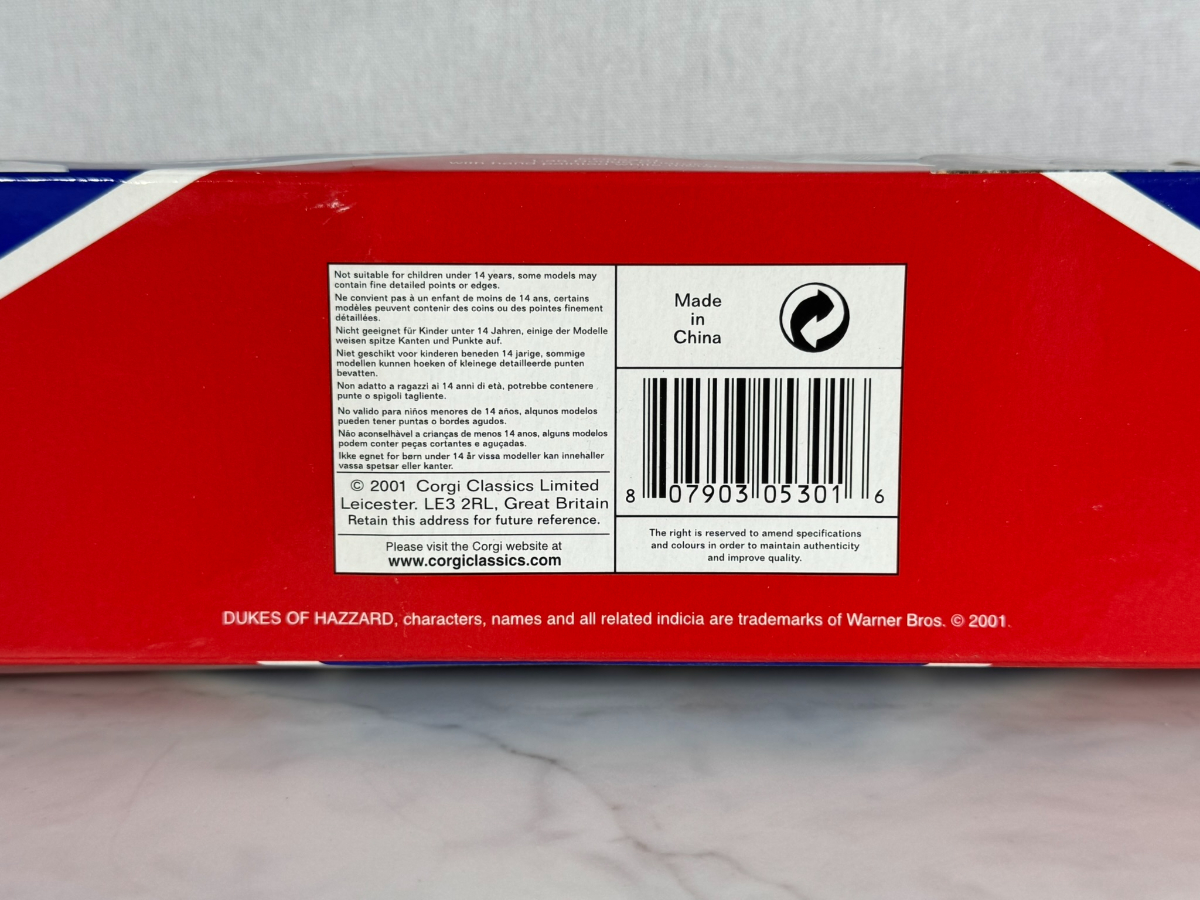 Not suitable for children under 14 years, some models may
contain fine detailed points or edges.
Ne convient pas à un enfant de moins de 14 ans, certains
modèles peuvent contenir des coins ou des pointes finement
détaillées.
Nicht geeignet für Kinder unter 14 Jahren, einige der Modelle
weisen spitze Kanten und Punkte auf.
Niet geschikt voor kinderen beneden 14 jarige, sommige
modellen kunnen hoeken of kleinege detailleerde punten
bevatten.
Non adatto a ragazzi ai 14 anni di età, potrebbe contenere
punte o spigoli tagliente.
No valido para niños menores de 14 años, alqunos modelos
pueden tener puntas o bordes agudos.
Não aconselhàvel a crianças de menos 14 anos, alguns modelos
podem conter peças cortantes e aguçadas.
Ikke egnet for børn under 14 år vissa modeller kan innehaller
vassa spetsar eller kanter.
© 2001 Corgi Classics Limited
Leicester. LE3 2RL, Great Britain
Retain this address for future reference.
Please visit the Corgi website at
www.corgiclassics.com
Made
in
China
8 07903 05301 6
The right is reserved to amend specifications
and colours in order to maintain authenticity
and improve quality.
DUKES OF HAZZARD, characters, names and all related indicia are trademarks of Warner Bros. © 2001.